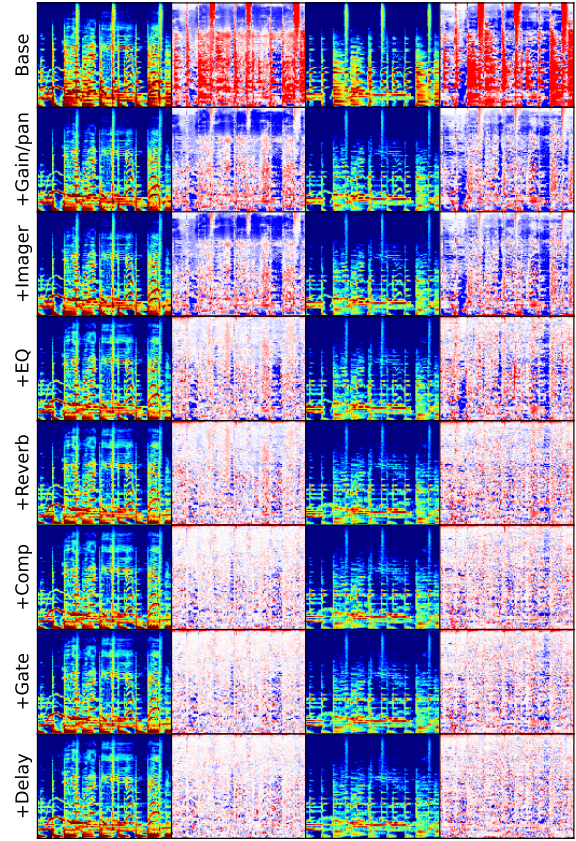 Base
+Gain/pan
+Imager
+EQ
+Reverb
+Comp
+Gate
+Delay